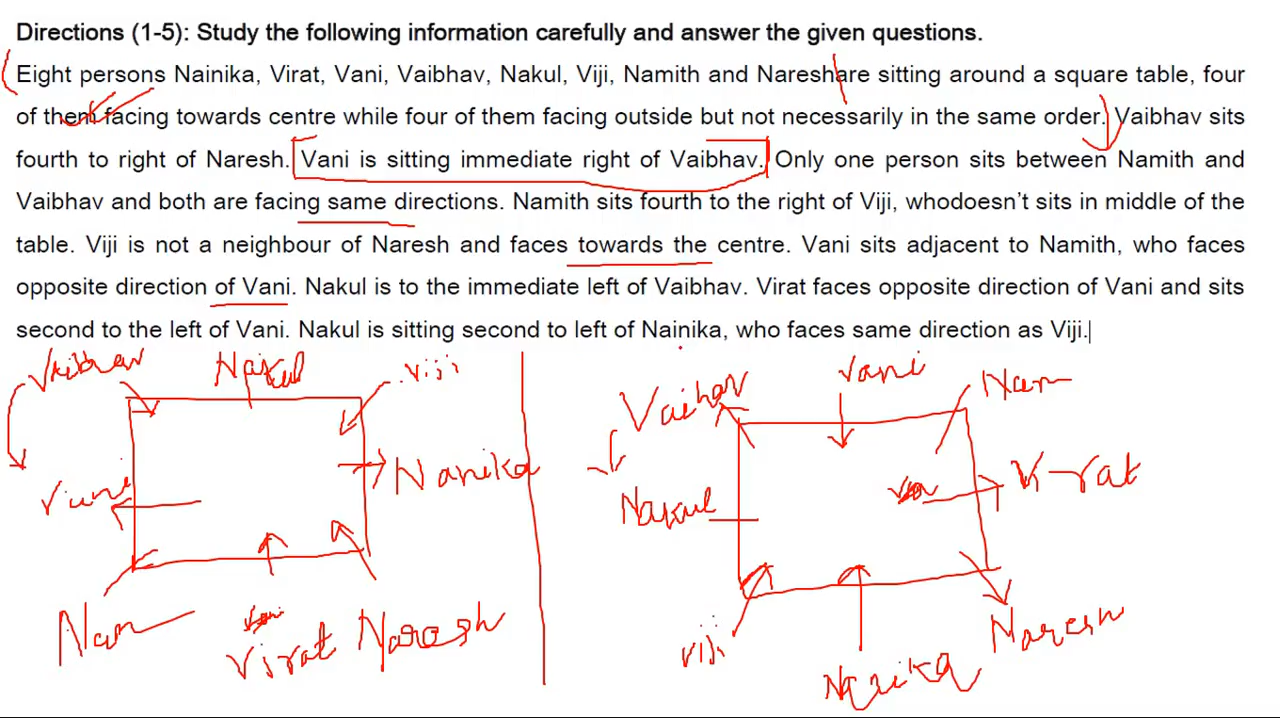 Directions (1-5): Study the following information carefully and answer the given questions.
Eight persons Nainika, Virat, Vani, Vaibhav, Nakul, Viji, Namith and Naresh are sitting around a square table, four
of them facing towards centre while four of them facing outside but not necessarily in the same order. Vaibhav sits
fourth to right of Naresh. Vani is sitting immediate right of Vaibhav. Only one person sits between Namith and
Vaibhav and both are facing same directions. Namith sits fourth to the right of Viji, whodoesn't sits in middle of the
table. Viji is not a neighbour of Naresh and faces towards the centre. Vani sits adjacent to Namith, who faces
opposite direction of Vani. Nakul is to the immediate left of Vaibhav. Virat faces opposite direction of Vani and sits
second to the left of Vani. Nakul is sitting second to left of Nainika, who faces same direction as Viji.
Nakul Viji
Nanika
Nam
Virat Naresh
Vani Nam
Nakul
Viji Naresh